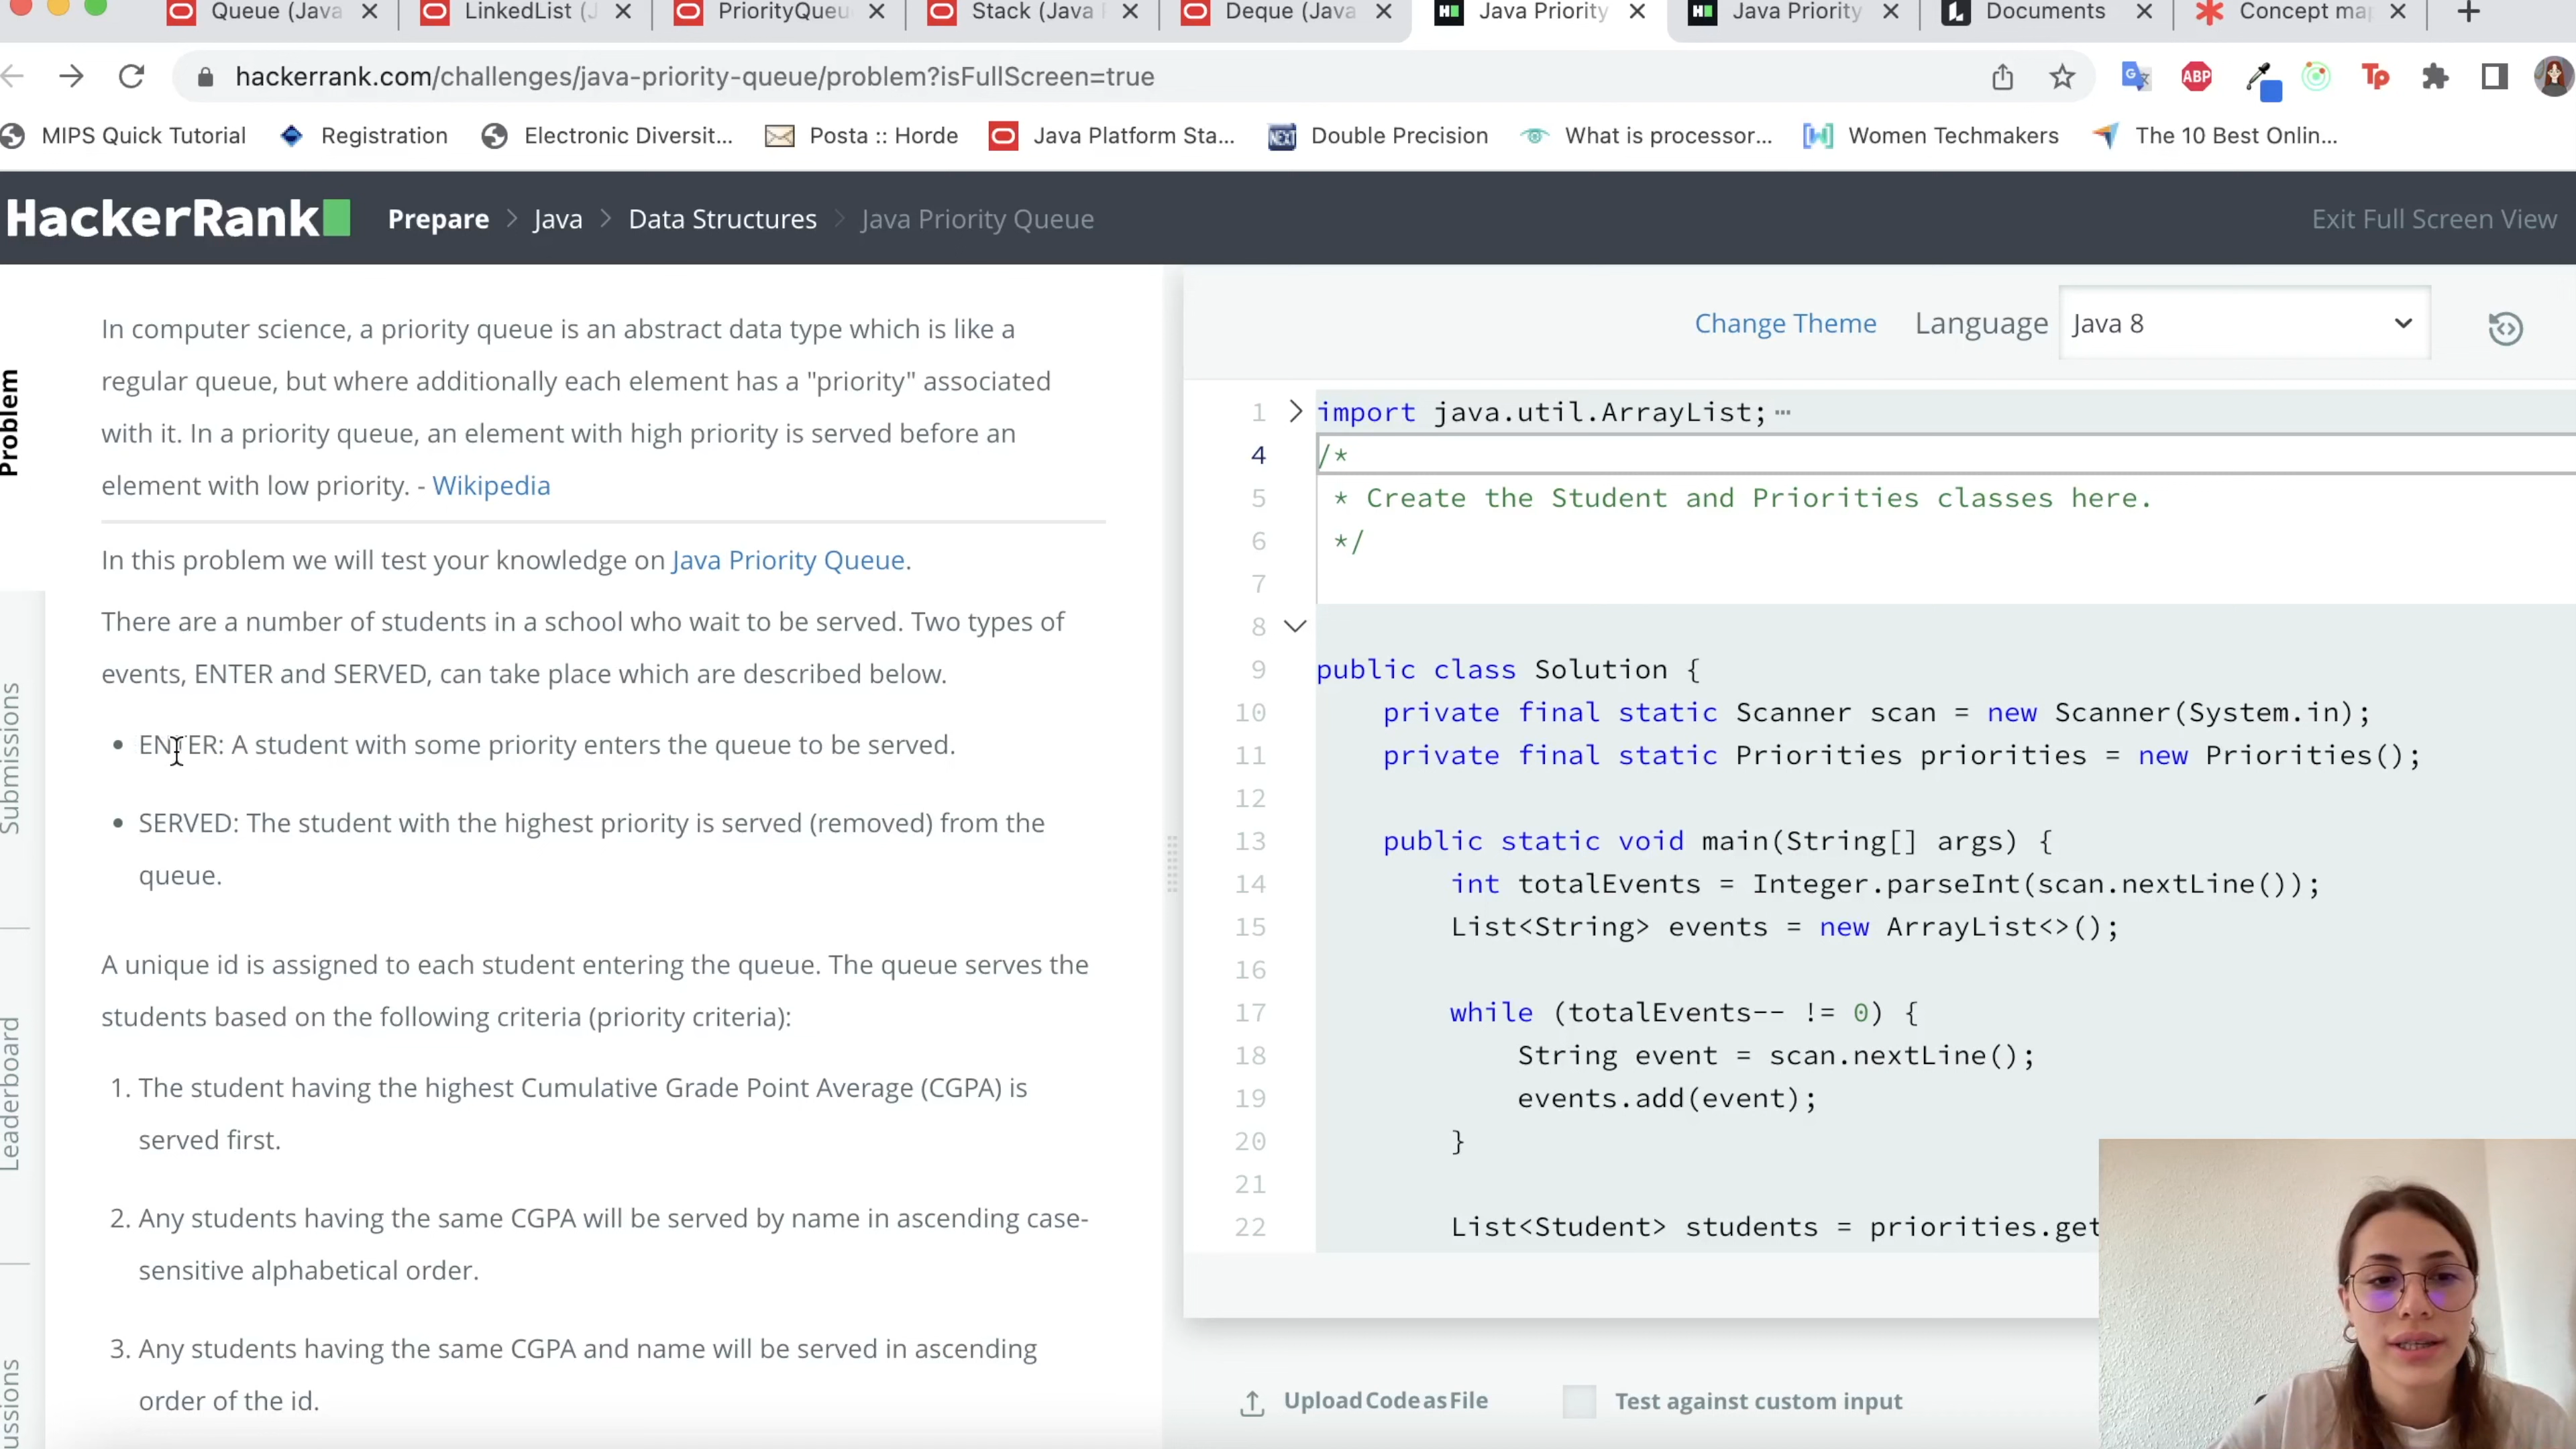 Queue (Java
LinkedList (J
PriorityQueu
Stack (Java
Deque (Java
Java Priority
Java Priority
Documents
Concept ma
hackerrank.com/challenges/java-priority-queue/problem?isFullScreen=true
ABP
Tp
MIPS Quick Tutorial
Registration
Electronic Diversit...
Posta :: Horde
Java Platform Sta...
NEXT
Double Precision
What is processor...
Women Techmakers
The 10 Best Onlin...
HackerRank
Prepare > Java > Data Structures > Java Priority Queue
Exit Full Screen View
Problem
Submissions
Leaderboard
ussions
In computer science, a priority queue is an abstract data type which is like a
regular queue, but where additionally each element has a "priority" associated
with it. In a priority queue, an element with high priority is served before an
element with low priority. - Wikipedia
In this problem we will test your knowledge on Java Priority Queue.
There are a number of students in a school who wait to be served. Two types of
events, ENTER and SERVED, can take place which are described below.
• ENTER: A student with some priority enters the queue to be served.
• SERVED: The student with the highest priority is served (removed) from the
queue.
A unique id is assigned to each student entering the queue. The queue serves the
students based on the following criteria (priority criteria):
1. The student having the highest Cumulative Grade Point Average (CGPA) is
served first.
2. Any students having the same CGPA will be served by name in ascending case-
sensitive alphabetical order.
3. Any students having the same CGPA and name will be served in ascending
order of the id.
Change Theme
Language
Java 8
1 import java.util.ArrayList;
4 /*
5 * Create the Student and Priorities classes here.
6 */
7
8
9 public class Solution {
10 private final static Scanner scan = new Scanner(System.in);
11 private final static Priorities priorities = new Priorities();
12
13 public static void main(String[] args) {
14 int totalEvents = Integer.parseInt(scan.nextLine());
15 List<String> events = new ArrayList<>();
16
17 while (totalEvents-- != 0) {
18 String event = scan.nextLine();
19 events.add(event);
20 }
21
22 List<Student> students = priorities.get
Upload Code as File
Test against custom input